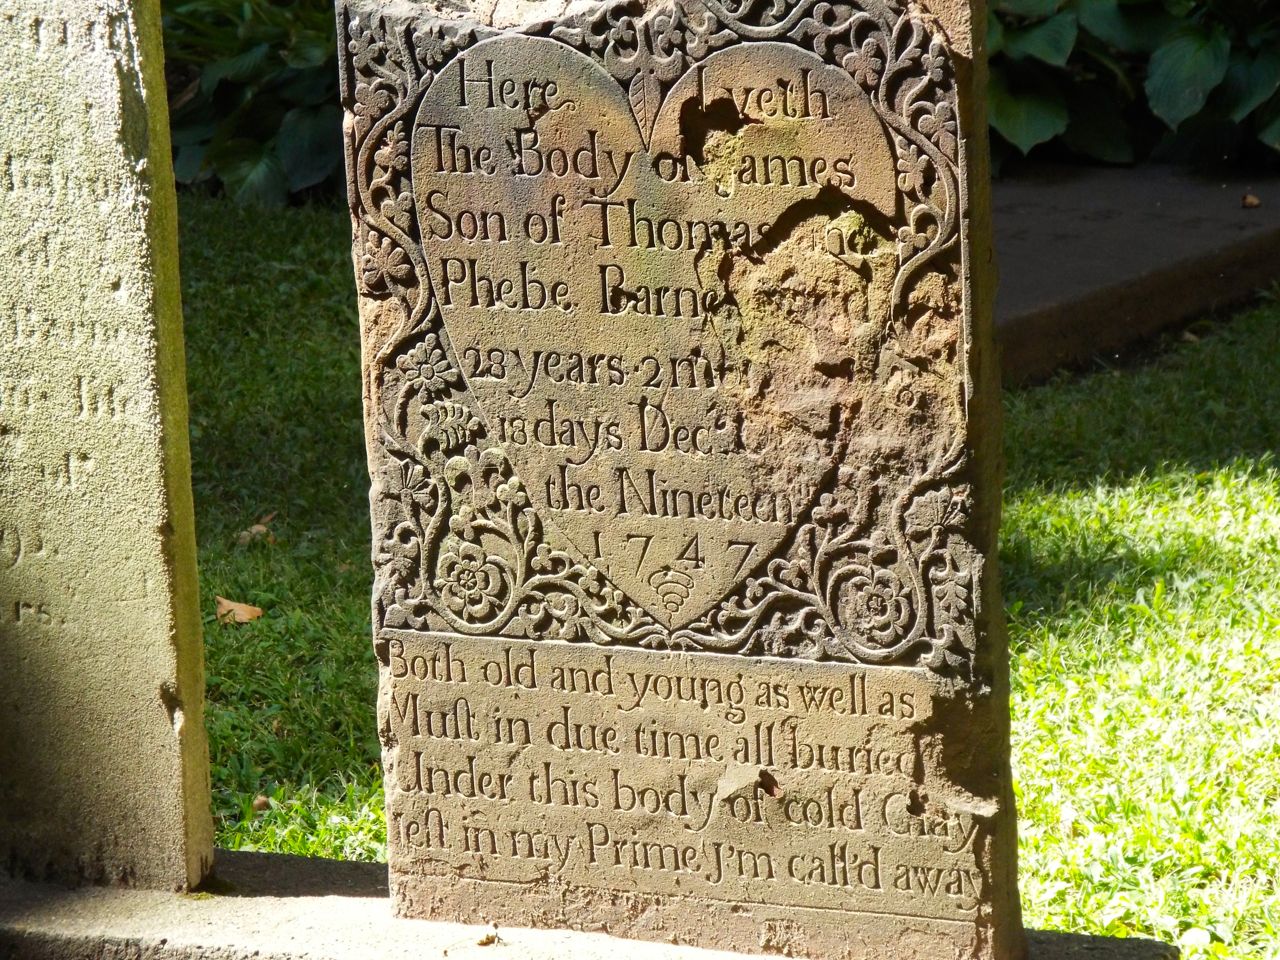 Here lyeth
The Body of James
Son of Thomas
Phebe Barne
28 years 2 mo
18 days Dec.
the Nineteen
1747
Both old and young as well as
Muſt in due time all buried
Under this body of cold Clay
reſt in my Prime J'm call'd away